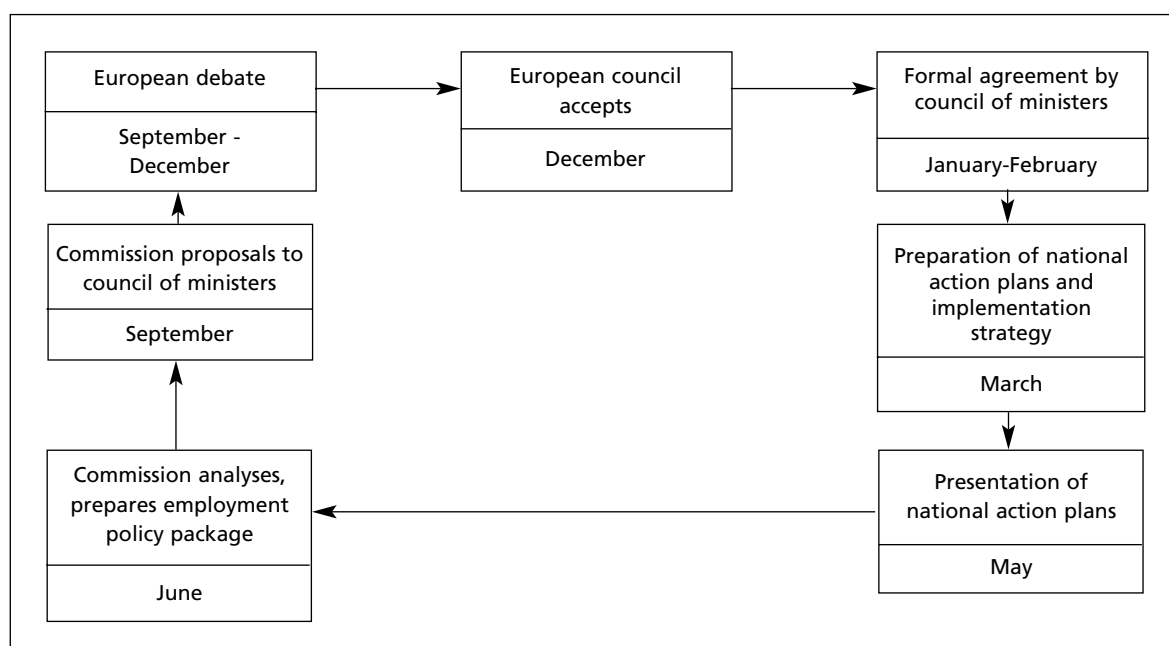 European debate
September -
December
European council
accepts
December
Formal agreement by
council of ministers
January-February
Commission proposals to
council of ministers
September
Preparation of national
action plans and
implementation
strategy
March
Commission analyses,
prepares employment
policy package
June
Presentation of
national action plans
May